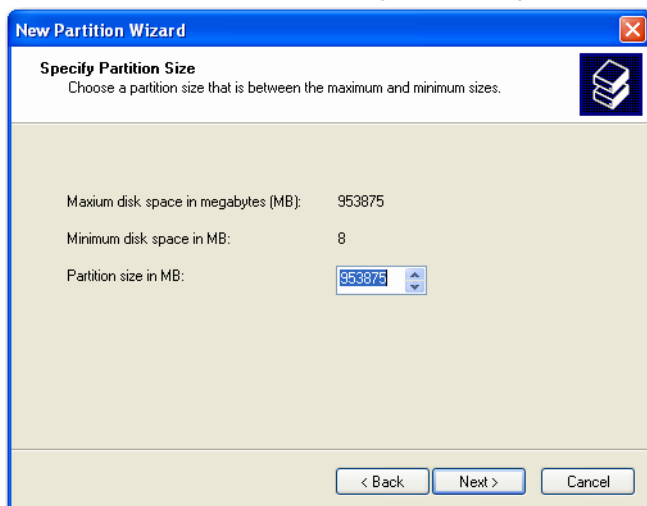 New Partition Wizard
Specify Partition Size
Choose a partition size that is between the maximum and minimum sizes.
Maxium disk space in megabytes (MB): 953875
Minimum disk space in MB: 8
Partition size in MB: 953875
< Back Next > Cancel